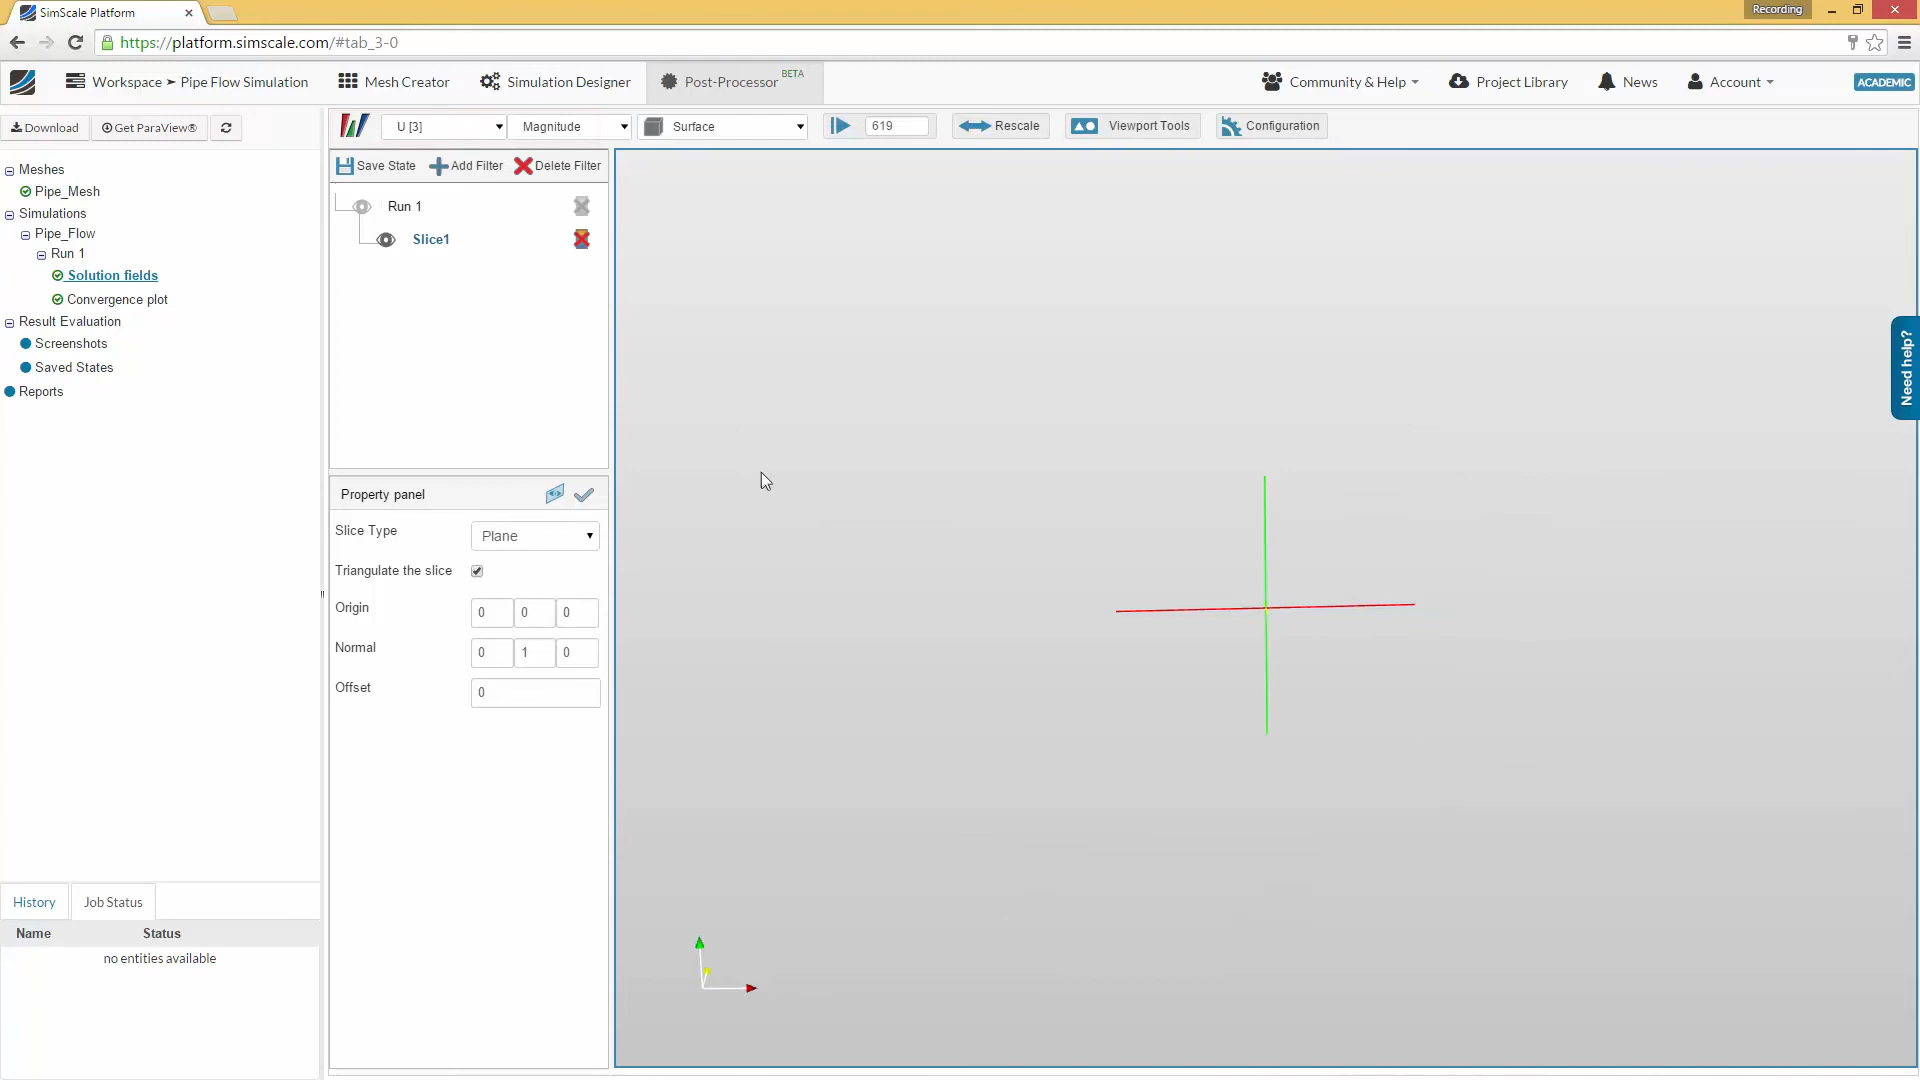 SimScale Platform
Recording
https://platform.simscale.com/#tab_3-0
Workspace ➤ Pipe Flow Simulation
Mesh Creator
Simulation Designer
Post-Processor BETA
Community & Help
Project Library
News
Account
ACADEMIC
Download
Get ParaView®
U [3]
Magnitude
Surface
619
Rescale
Viewport Tools
Configuration
Save State
Add Filter
Delete Filter
Meshes
Pipe_Mesh
Simulations
Pipe_Flow
Run 1
Solution fields
Convergence plot
Result Evaluation
Screenshots
Saved States
Reports
Run 1
Slice1
Property panel
Slice Type
Plane
Triangulate the slice
Origin
0 0 0
Normal
0 1 0
Offset
0
Need help?
History
Job Status
Name
Status
no entities available